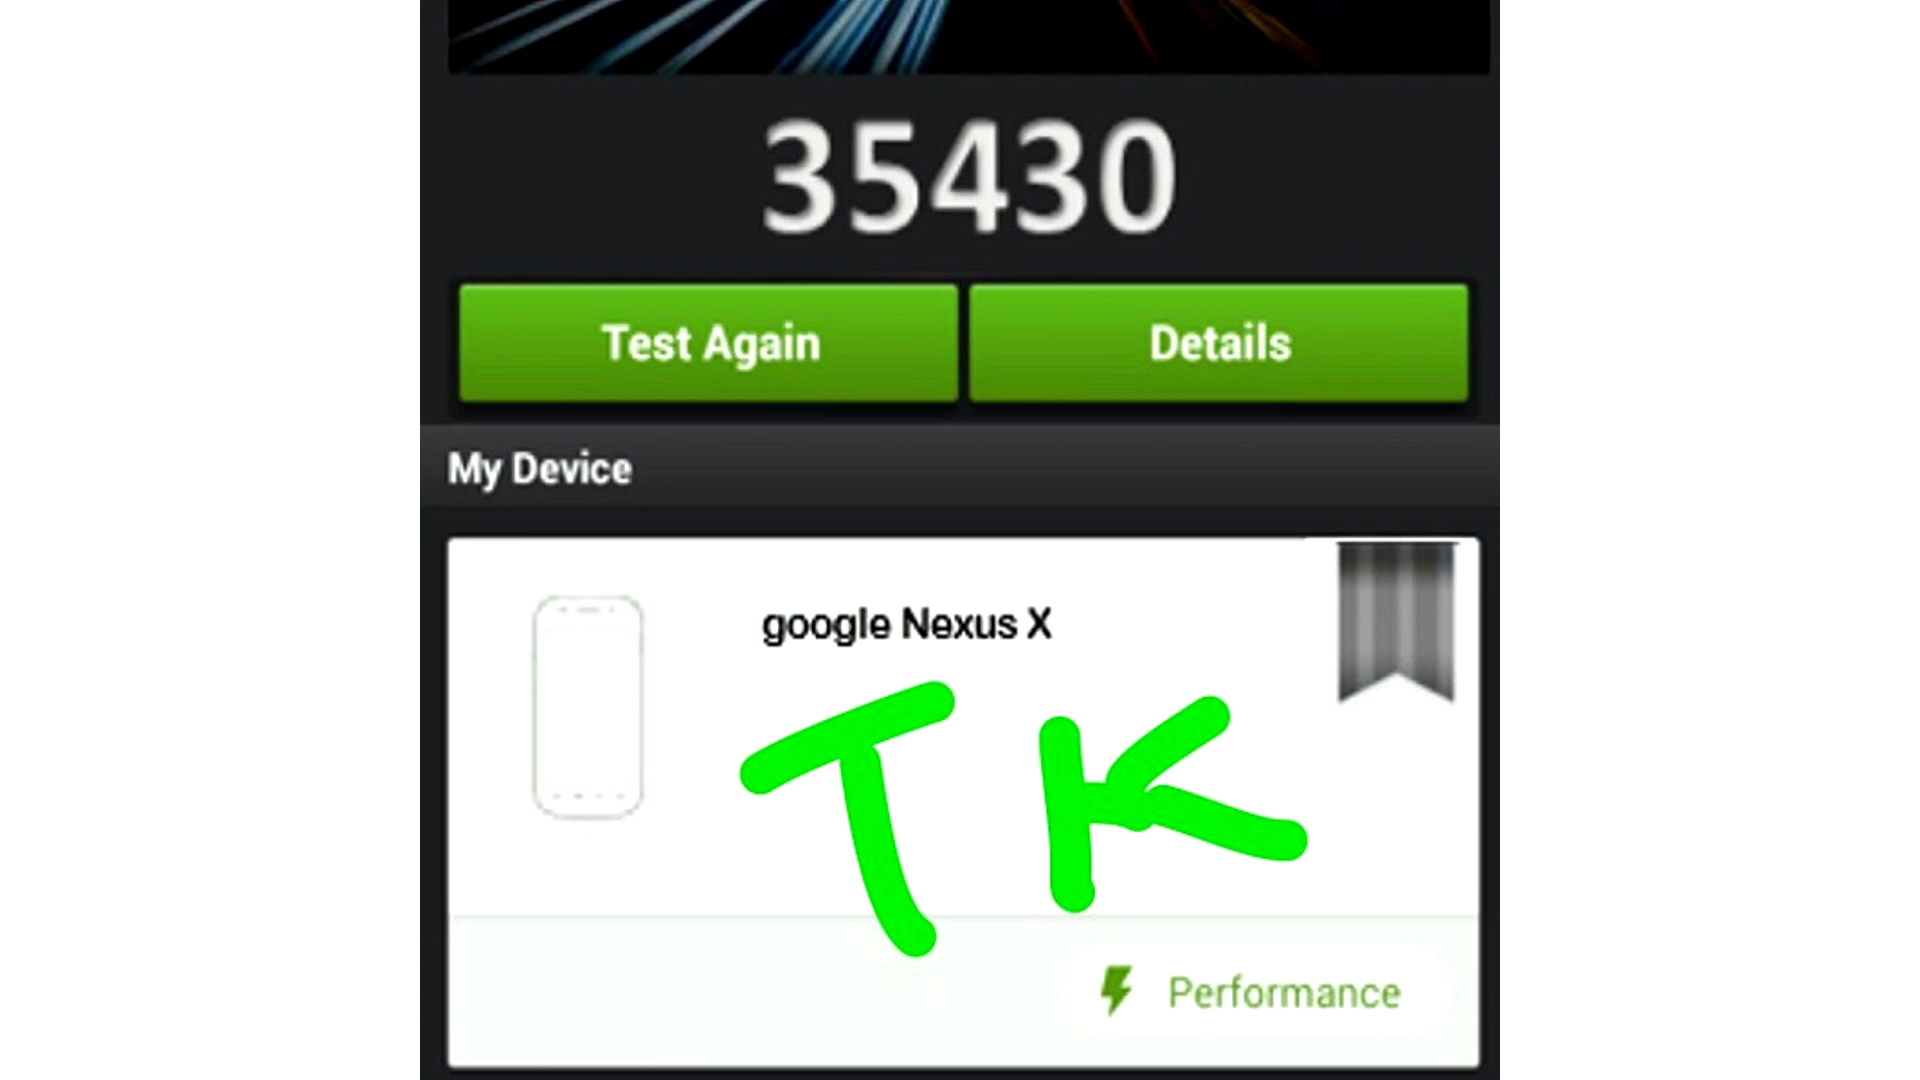 35430
Test Again
Details
My Device
google Nexus X
TK
Performance